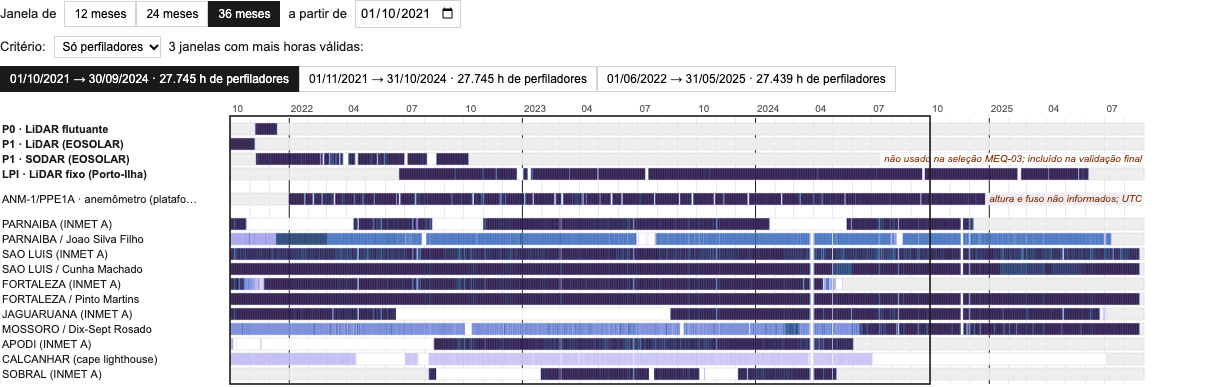 Janela de 12 meses 24 meses 36 meses a partir de 01/10/2021
Critério: Só perfiladores 3 janelas com mais horas válidas:
01/10/2021 → 30/09/2024 · 27.745 h de perfiladores 01/11/2021 → 31/10/2024 · 27.745 h de perfiladores 01/06/2022 → 31/05/2025 · 27.439 h de perfiladores
10 2022 04 07 10 2023 04 07 10 2024 04 07 10 2025 04 07
P0 · LiDAR flutuante
P1 · LiDAR (EOSOLAR)
P1 · SODAR (EOSOLAR) não usado na seleção MEQ-03; incluído na validação final
LPI · LiDAR fixo (Porto-Ilha)
ANM-1/PPE1A · anemômetro (platafo… altura e fuso não informados; UTC
PARNAIBA (INMET A)
PARNAIBA / Joao Silva Filho
SAO LUIS (INMET A)
SAO LUIS / Cunha Machado
FORTALEZA (INMET A)
FORTALEZA / Pinto Martins
JAGUARUANA (INMET A)
MOSSORO / Dix-Sept Rosado
APODI (INMET A)
CALCANHAR (cape lighthouse)
SOBRAL (INMET A)